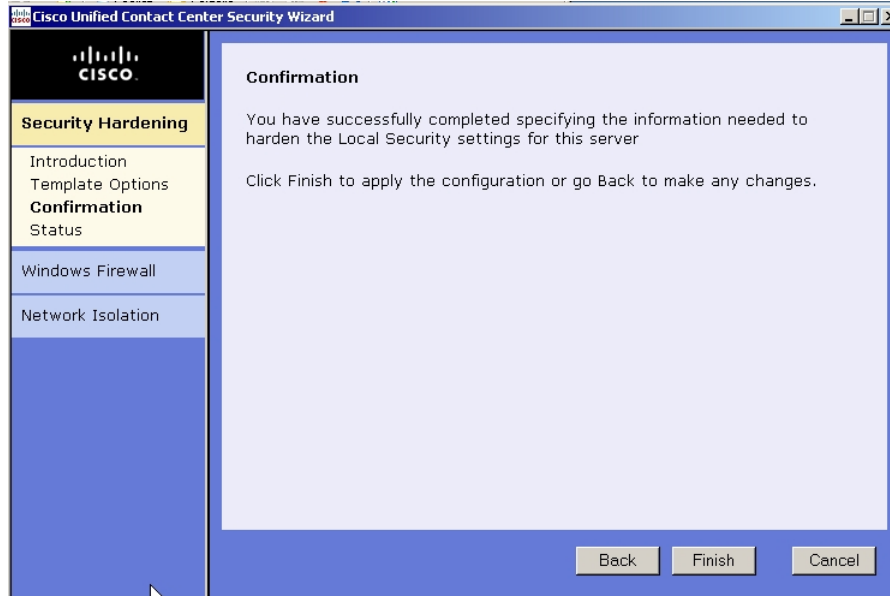 Cisco Unified Contact Center Security Wizard
CISCO
Security Hardening
Introduction
Template Options
Confirmation
Status
Windows Firewall
Network Isolation
Confirmation
You have successfully completed specifying the information needed to
harden the Local Security settings for this server
Click Finish to apply the configuration or go Back to make any changes.
Back
Finish
Cancel